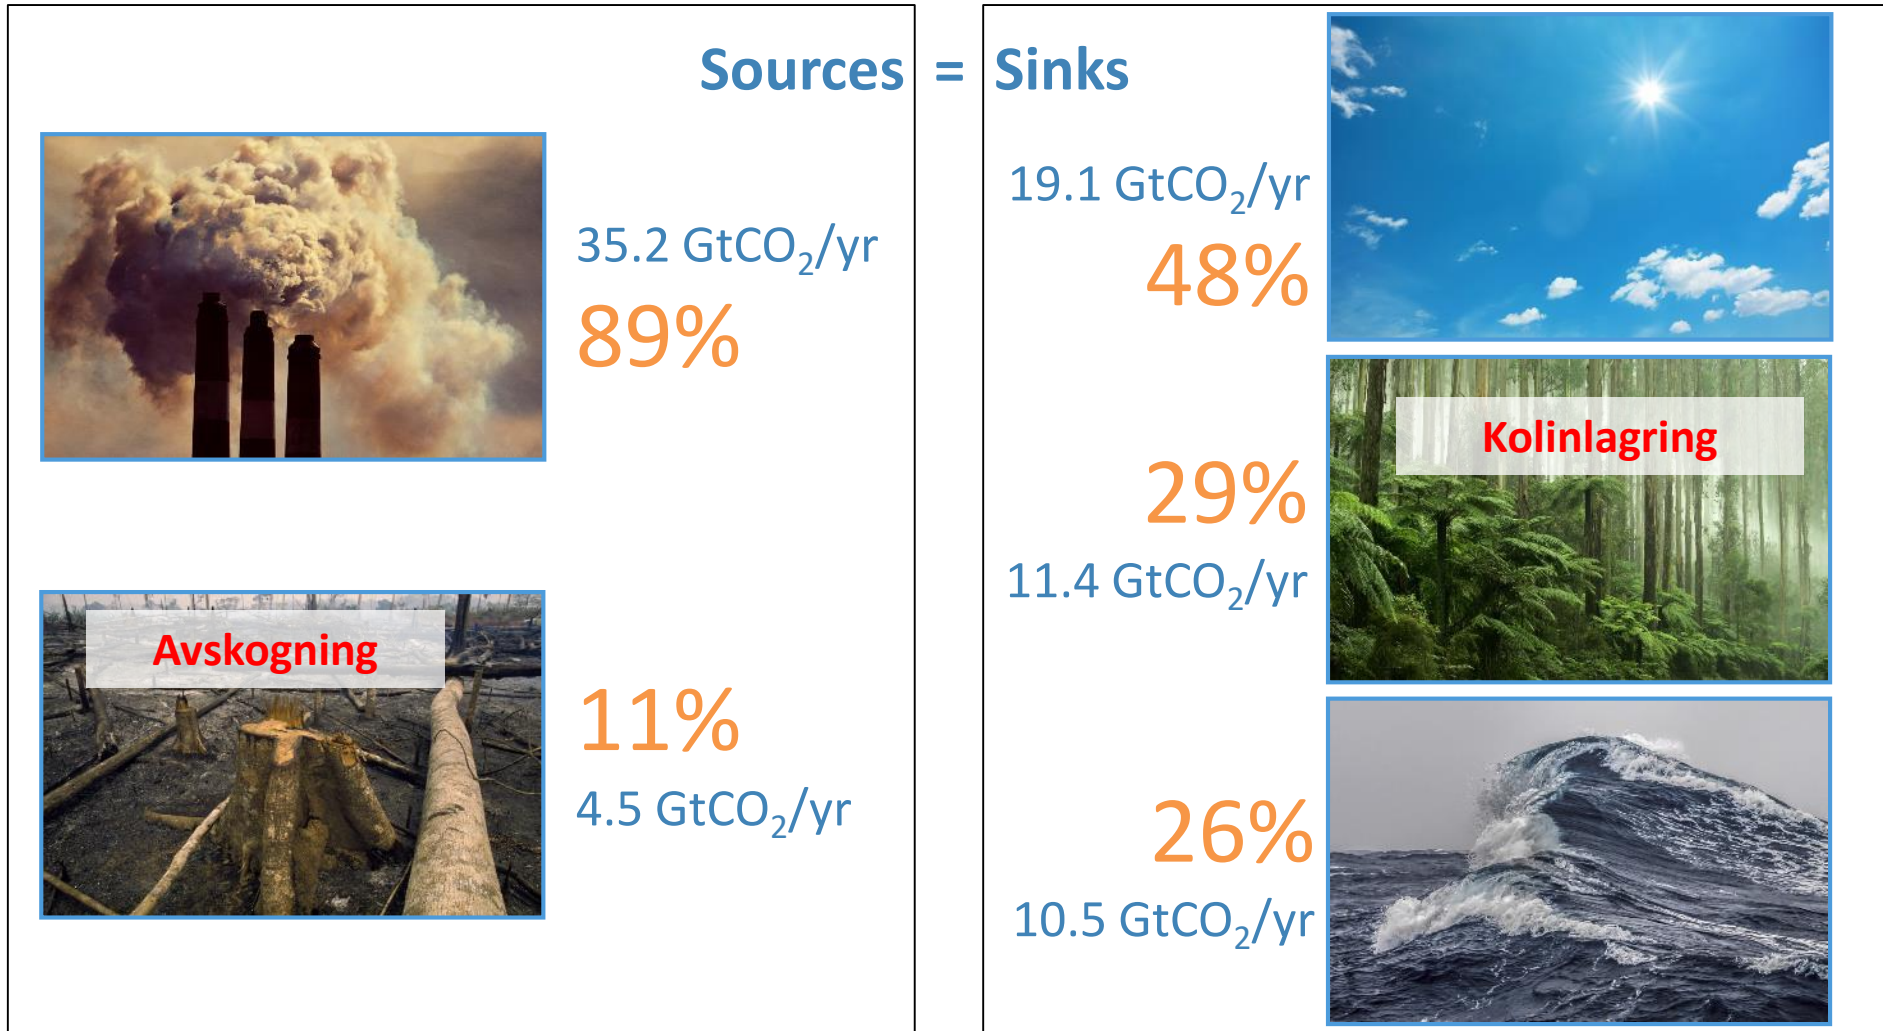 Sources = Sinks
35.2 GtCO₂/yr
89%
Avskogning
11%
4.5 GtCO₂/yr
19.1 GtCO₂/yr
48%
Kolinlagring
29%
11.4 GtCO₂/yr
26%
10.5 GtCO₂/yr